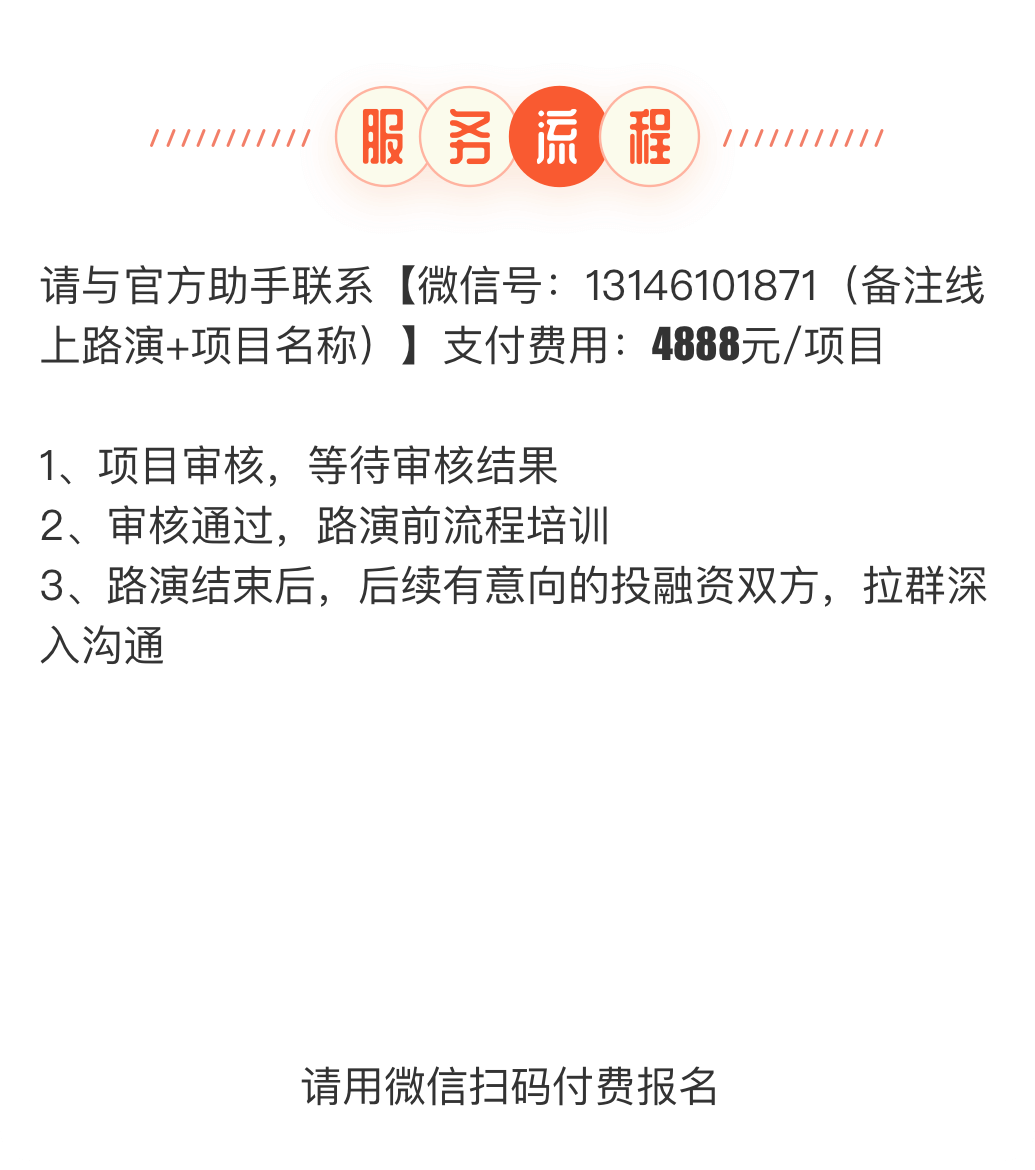 服务流程
请与官方助手联系【微信号：13146101871（备注线
上路演+项目名称）】支付费用：4888元/项目
1、项目审核，等待审核结果
2、审核通过，路演前流程培训
3、路演结束后，后续有意向的投融资双方，拉群深
入沟通
请用微信扫码付费报名